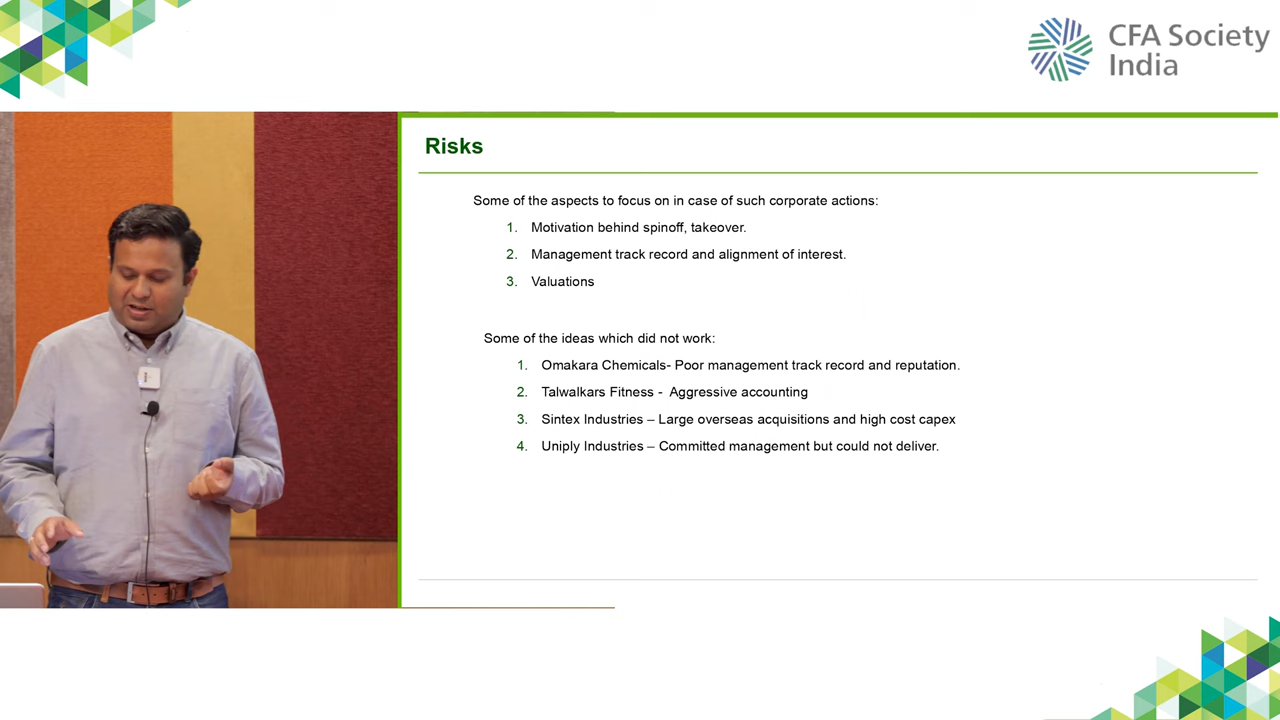 CFA Society
India
Risks
Some of the aspects to focus on in case of such corporate actions:
1. Motivation behind spinoff, takeover.
2. Management track record and alignment of interest.
3. Valuations
Some of the ideas which did not work:
1. Omakara Chemicals- Poor management track record and reputation.
2. Talwalkars Fitness - Aggressive accounting
3. Sintex Industries – Large overseas acquisitions and high cost capex
4. Uniply Industries – Committed management but could not deliver.